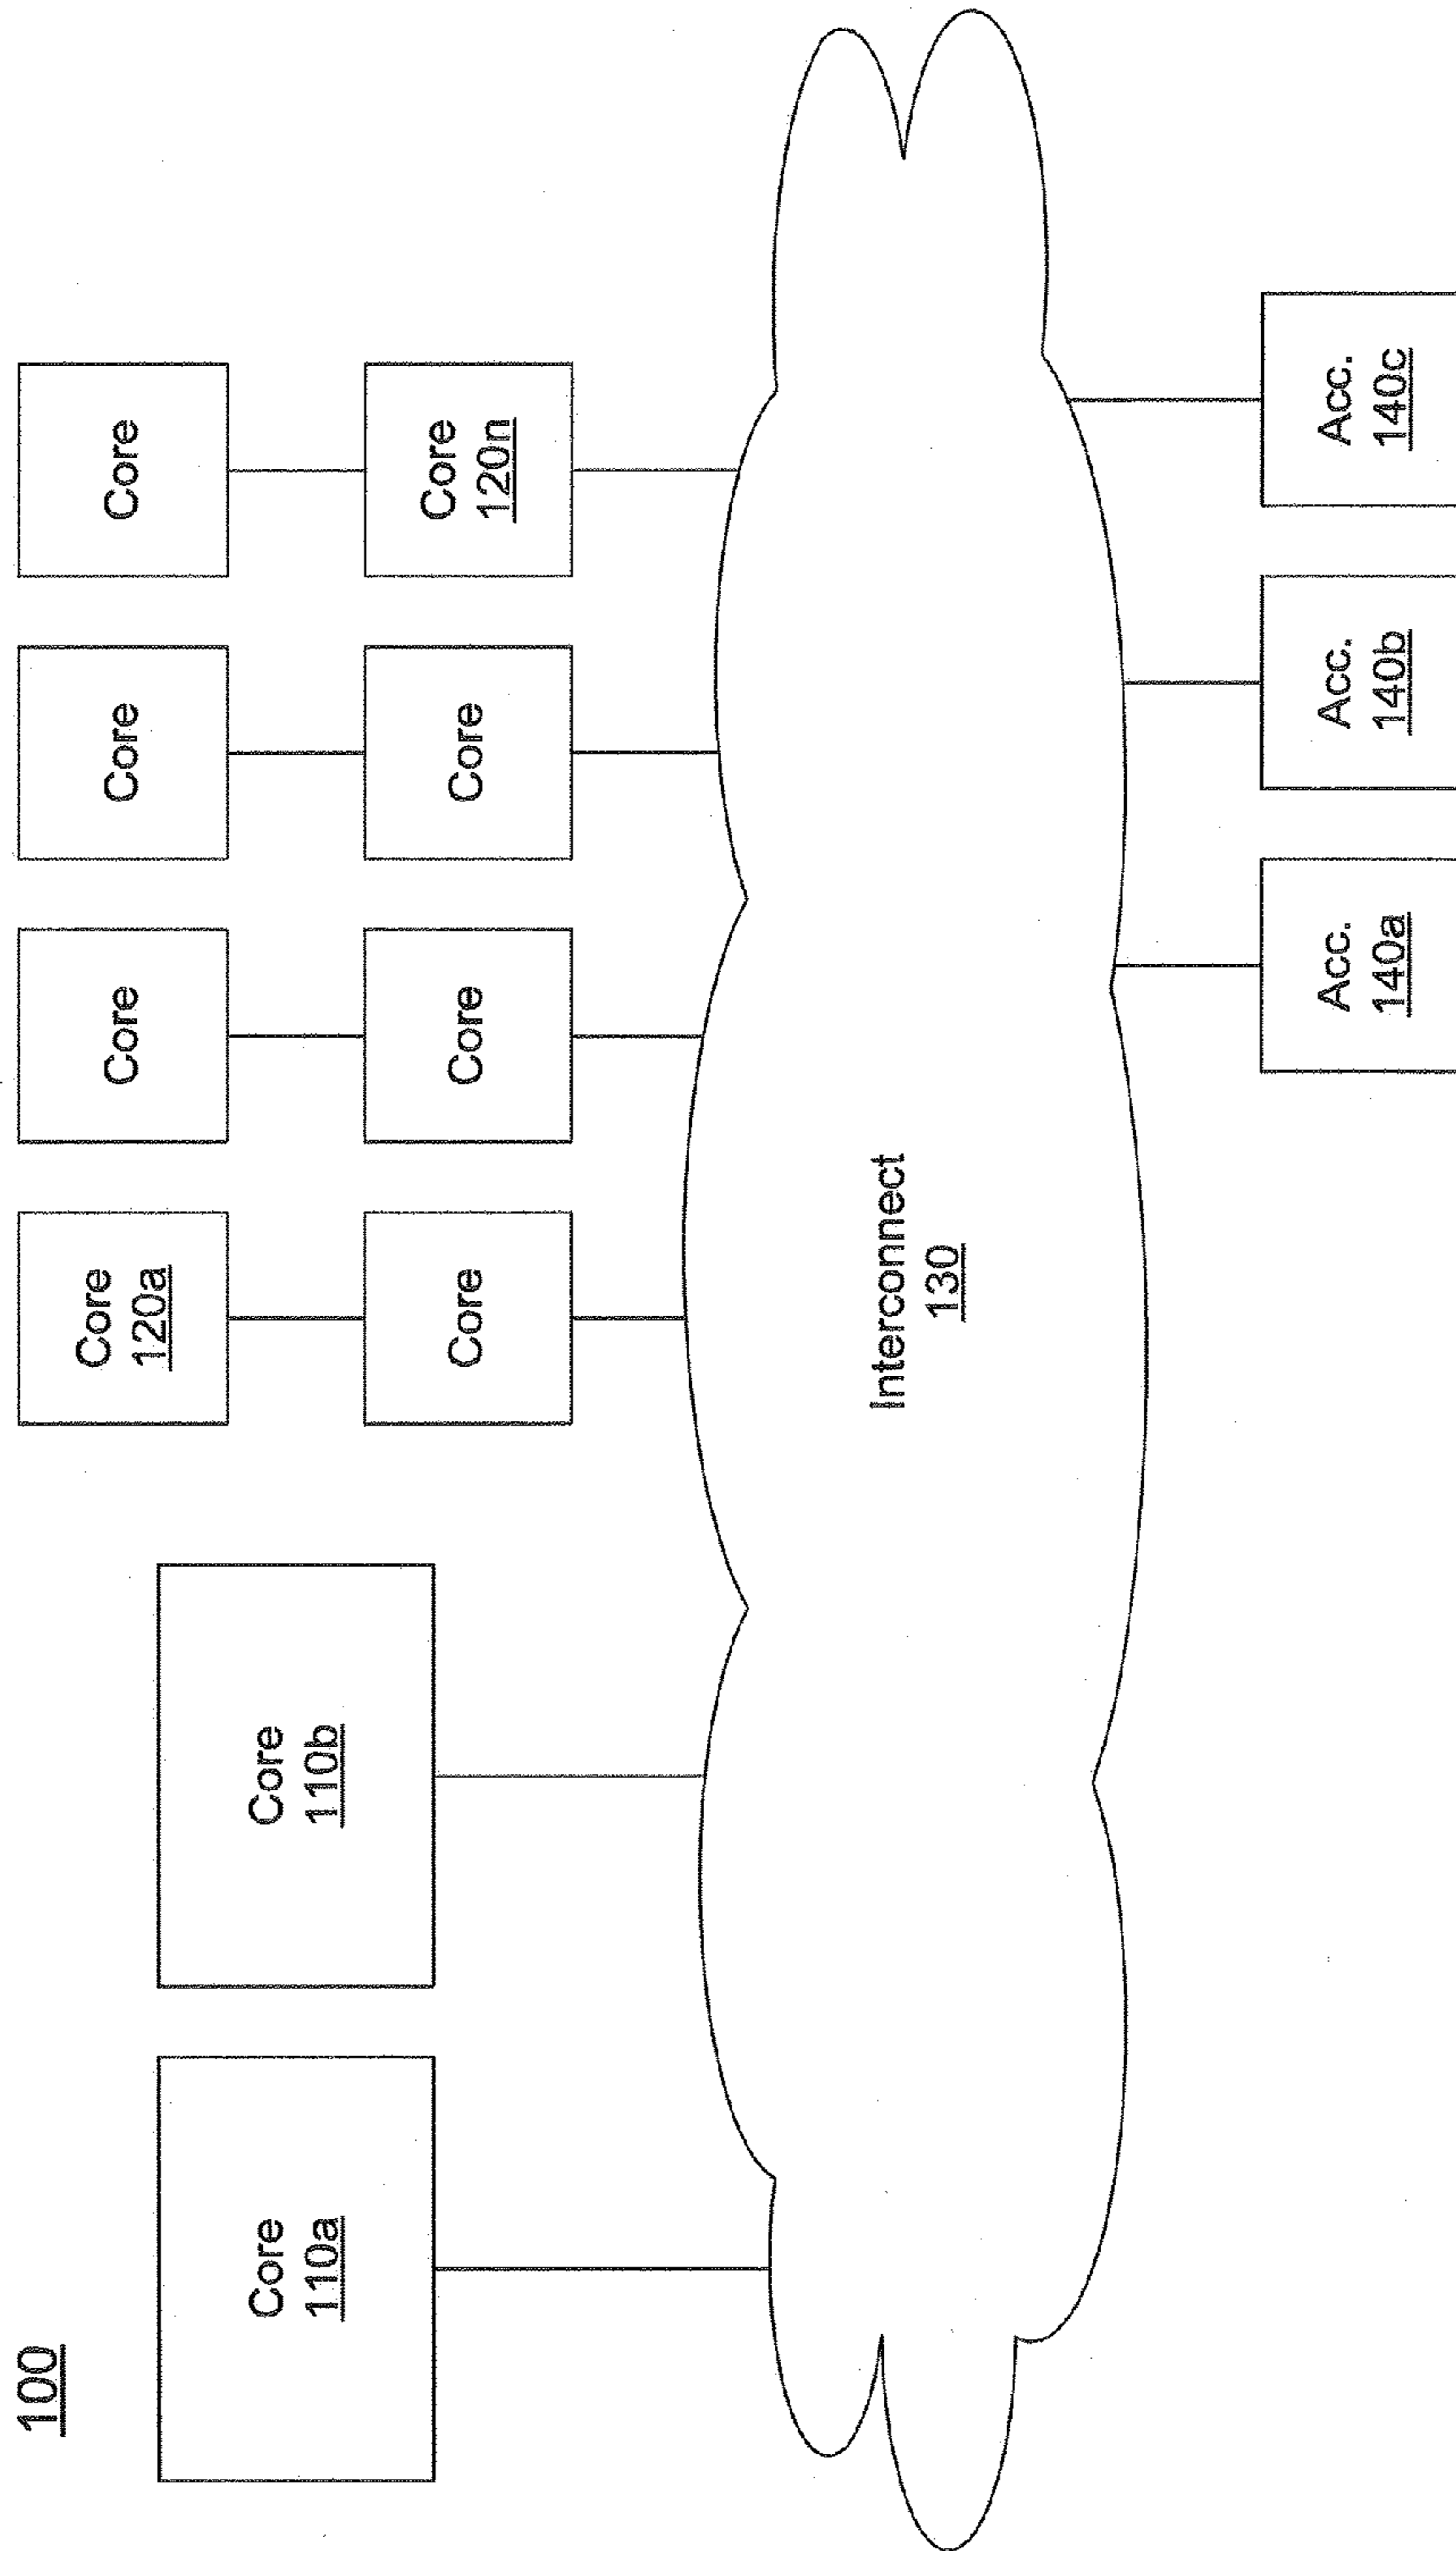 100
Core
110a
Core
110b
Core
120a
Core
Core
Core
Core
Core
Core
Core
120n
Interconnect
130
Acc.
140a
Acc.
140b
Acc.
140c